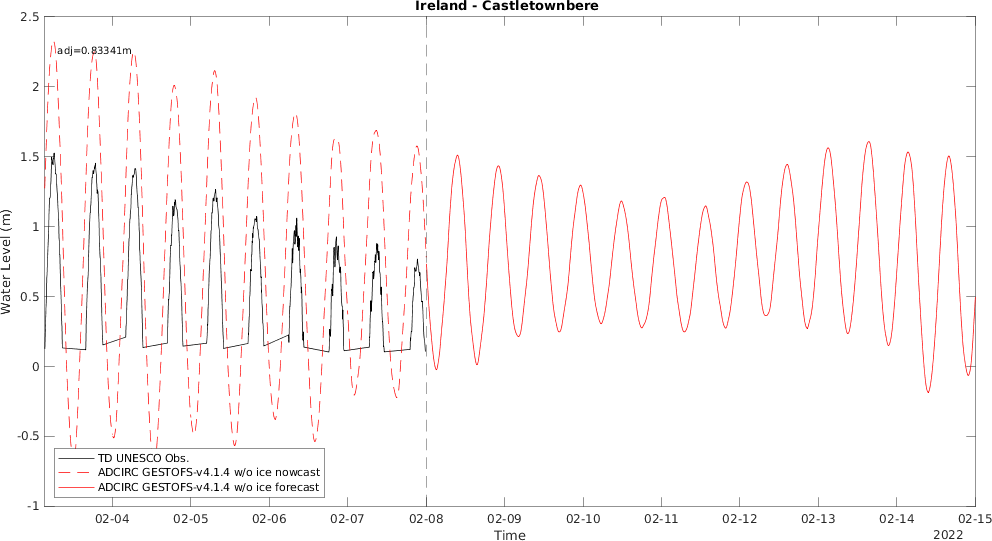 Ireland - Castletownbere
2.5
adj=0.83341m
2
1.5
1
0.5
0
-0.5
-1
Water Level (m)
TD UNESCO Obs.
ADCIRC GESTOFS-v4.1.4 w/o ice nowcast
ADCIRC GESTOFS-v4.1.4 w/o ice forecast
02-04 02-05 02-06 02-07 02-08 02-09 02-10 02-11 02-12 02-13 02-14 02-15
Time
2022